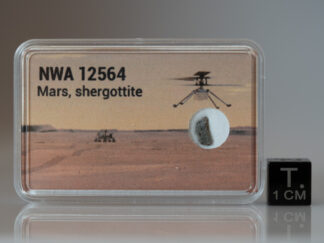 NWA 12564
Mars, shergottite
T.
1 CM